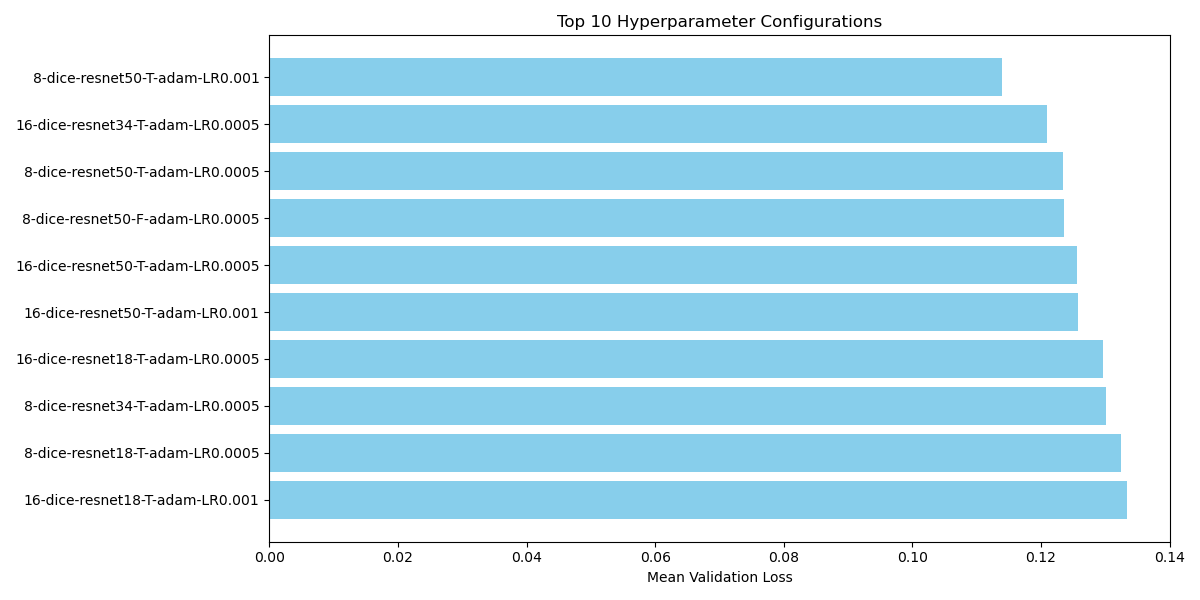 Top 10 Hyperparameter Configurations
8-dice-resnet50-T-adam-LR0.001
16-dice-resnet34-T-adam-LR0.0005
8-dice-resnet50-T-adam-LR0.0005
8-dice-resnet50-F-adam-LR0.0005
16-dice-resnet50-T-adam-LR0.0005
16-dice-resnet50-T-adam-LR0.001
16-dice-resnet18-T-adam-LR0.0005
8-dice-resnet34-T-adam-LR0.0005
8-dice-resnet18-T-adam-LR0.0005
16-dice-resnet18-T-adam-LR0.001
0.00 0.02 0.04 0.06 0.08 0.10 0.12 0.14
Mean Validation Loss